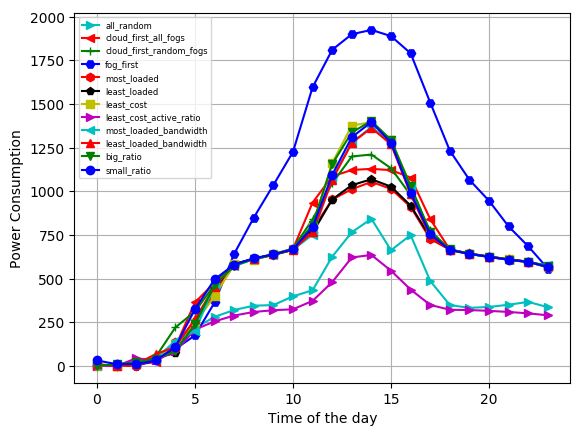 2000
1750
1500
1250
1000
750
500
250
0
Power Consumption
all_random
cloud_first_all_fogs
cloud_first_random_fogs
fog_first
most_loaded
least_loaded
least_cost
least_cost_active_ratio
most_loaded_bandwidth
least_loaded_bandwidth
big_ratio
small_ratio
0 5 10 15 20
Time of the day